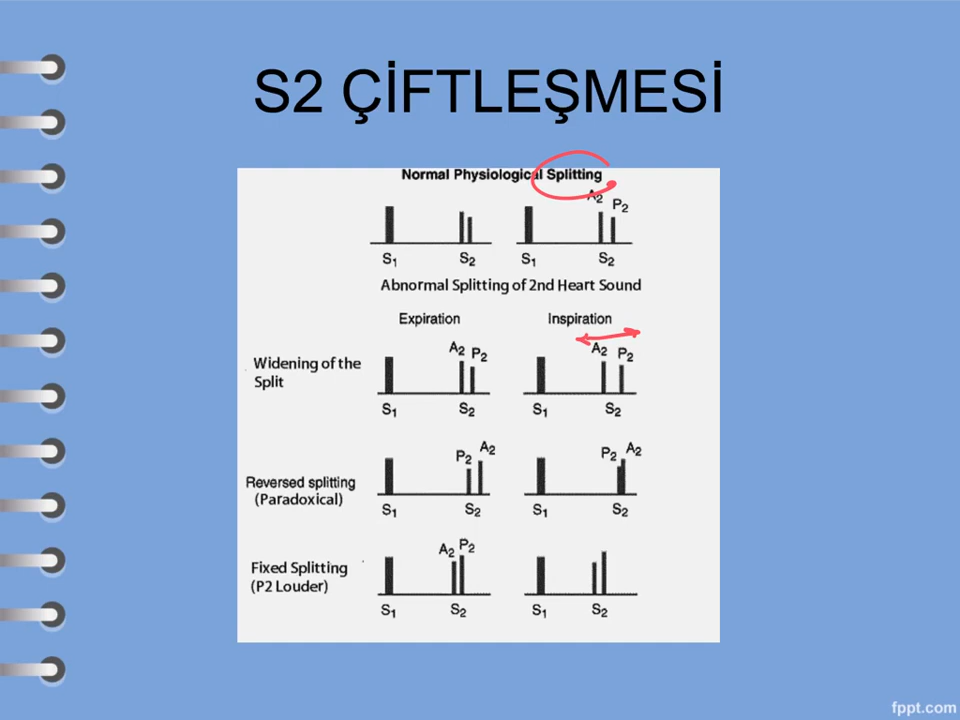 S2 ÇİFTLEŞMESİ
Normal Physiological Splitting
A2 P2
S1 S2 S1 S2
Abnormal Splitting of 2nd Heart Sound
Expiration Inspiration
Widening of the
Split
A2 P2 A2 P2
S1 S2 S1 S2
Reversed splitting
(Paradoxical)
P2 A2 P2 A2
S1 S2 S1 S2
Fixed Splitting
(P2 Louder)
A2 P2
S1 S2 S1 S2
fppt.com